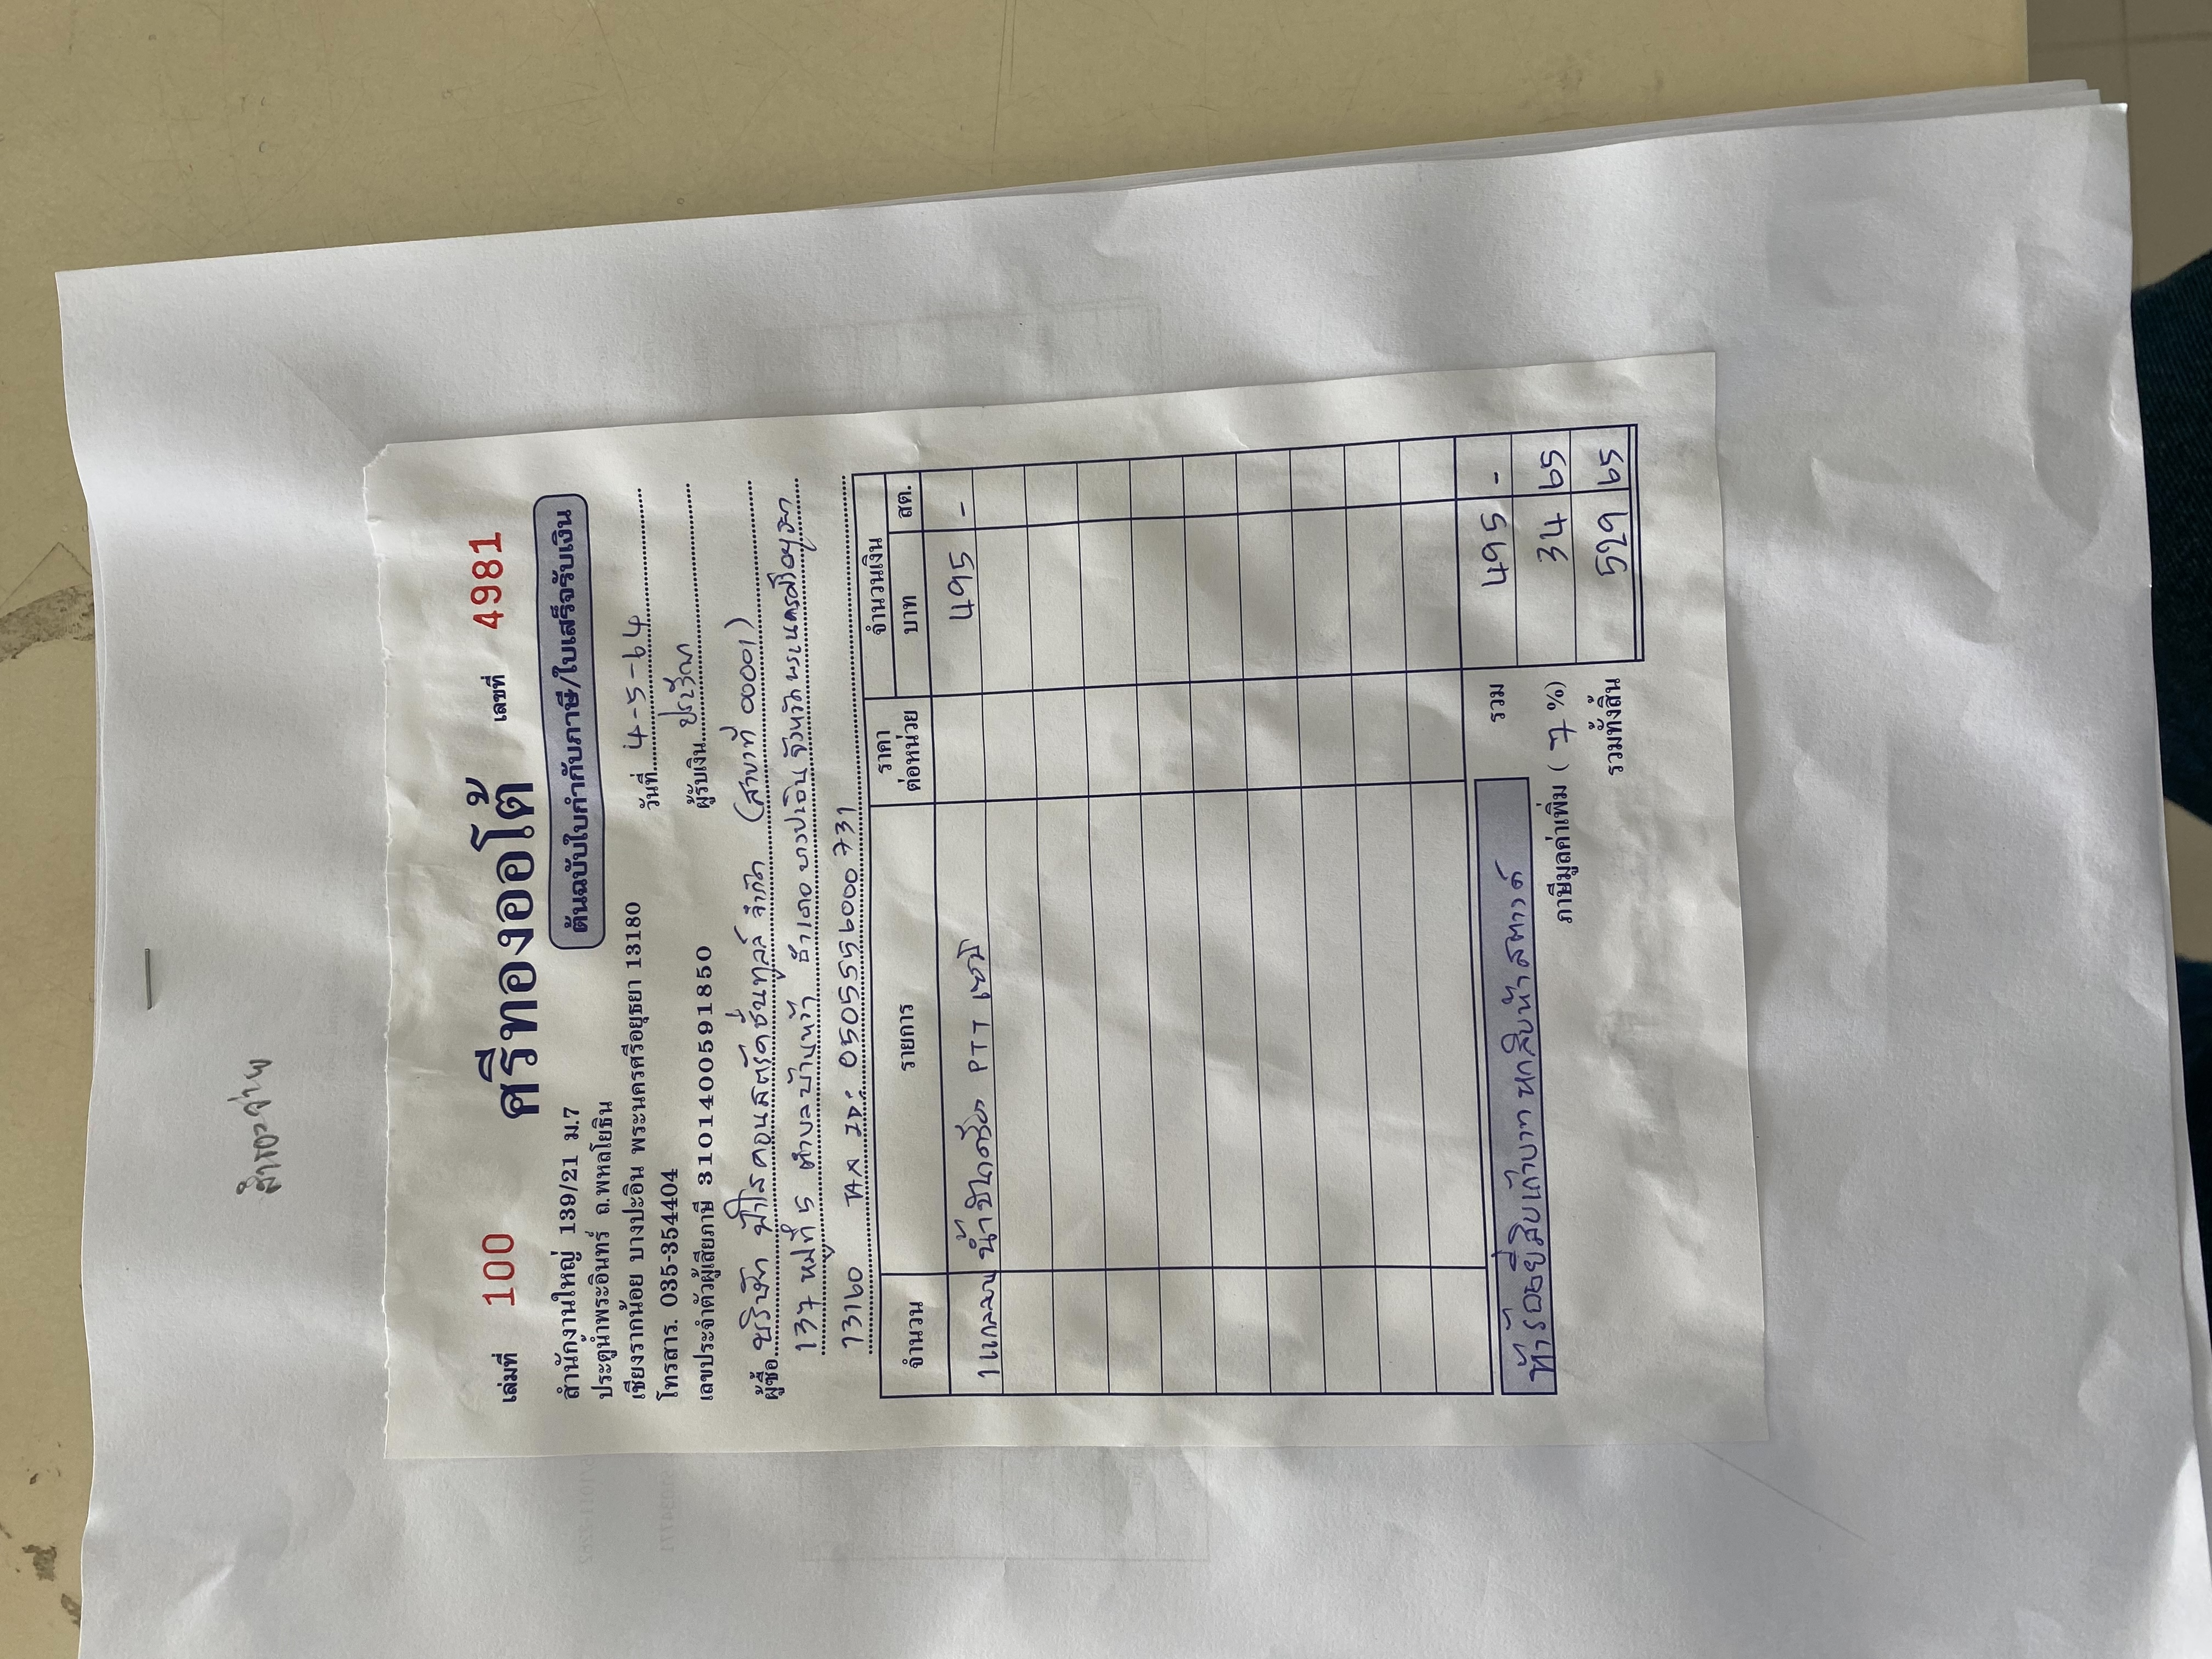 สำรองจ่าย
เล่มที่ 100 ศรีทองออโต้ เลขที่ 4981
สำนักงานใหญ่ 139/21 ม.7 ต้นฉบับใบกำกับภาษี/ใบเสร็จรับเงิน
ประตูน้ำพระอินทร์ ถ.พหลโยธิน
เชียงรากน้อย บางปะอิน พระนครศรีอยุธยา 13180 วันที่ 4-5-64
โทรสาร. 035-354404
เลขประจำตัวผู้เสียภาษี 3101400591850 ผู้รับเงิน
ผู้ซื้อ บริษัท ฟ้าใสคอนสตรัคชั่นทูลส์ จำกัด (สาขาที่ 00001)
137 หมู่ที่ 5 ตำบลบ้านหว้า อำเภอ บางปะอิน จังหวัด พระนครศรีอยุธยา
13160 TAX ID: 0505556000731
จำนวน รายการ ราคาต่อหน่วย จำนวนเงิน
บาท สต.
1 แกลลอน น้ำมันเครื่อง PTT 495 -
รวม 495 -
ห้าร้อยยี่สิบเก้าบาทหกสิบห้าสตางค์
ภาษีมูลค่าเพิ่ม ( 7 %) 34 65
รวมทั้งสิ้น 529 65